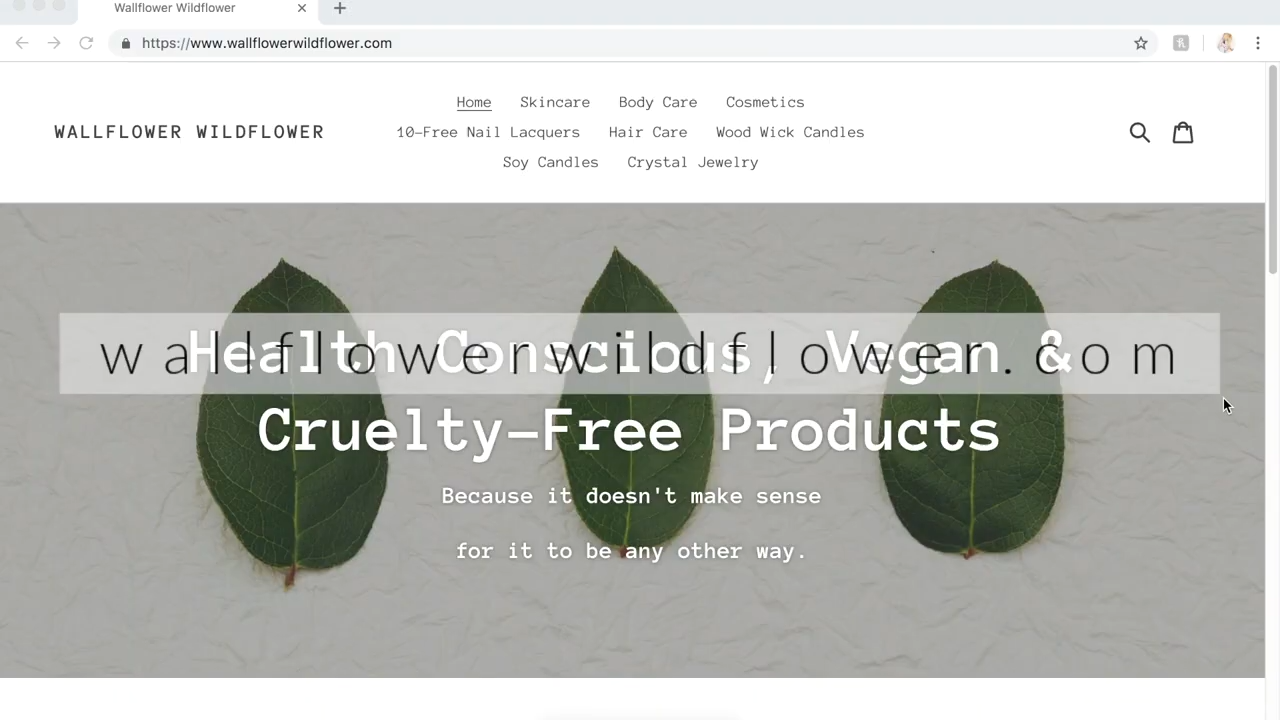 Wallflower Wildflower
https://www.wallflowerwildflower.com
WALLFLOWER WILDFLOWER
Home Skincare Body Care Cosmetics
10-Free Nail Lacquers Hair Care Wood Wick Candles
Soy Candles Crystal Jewelry
wallflowerwildflower.com
Health Conscious, Vegan &
Cruelty-Free Products
Because it doesn't make sense
for it to be any other way.